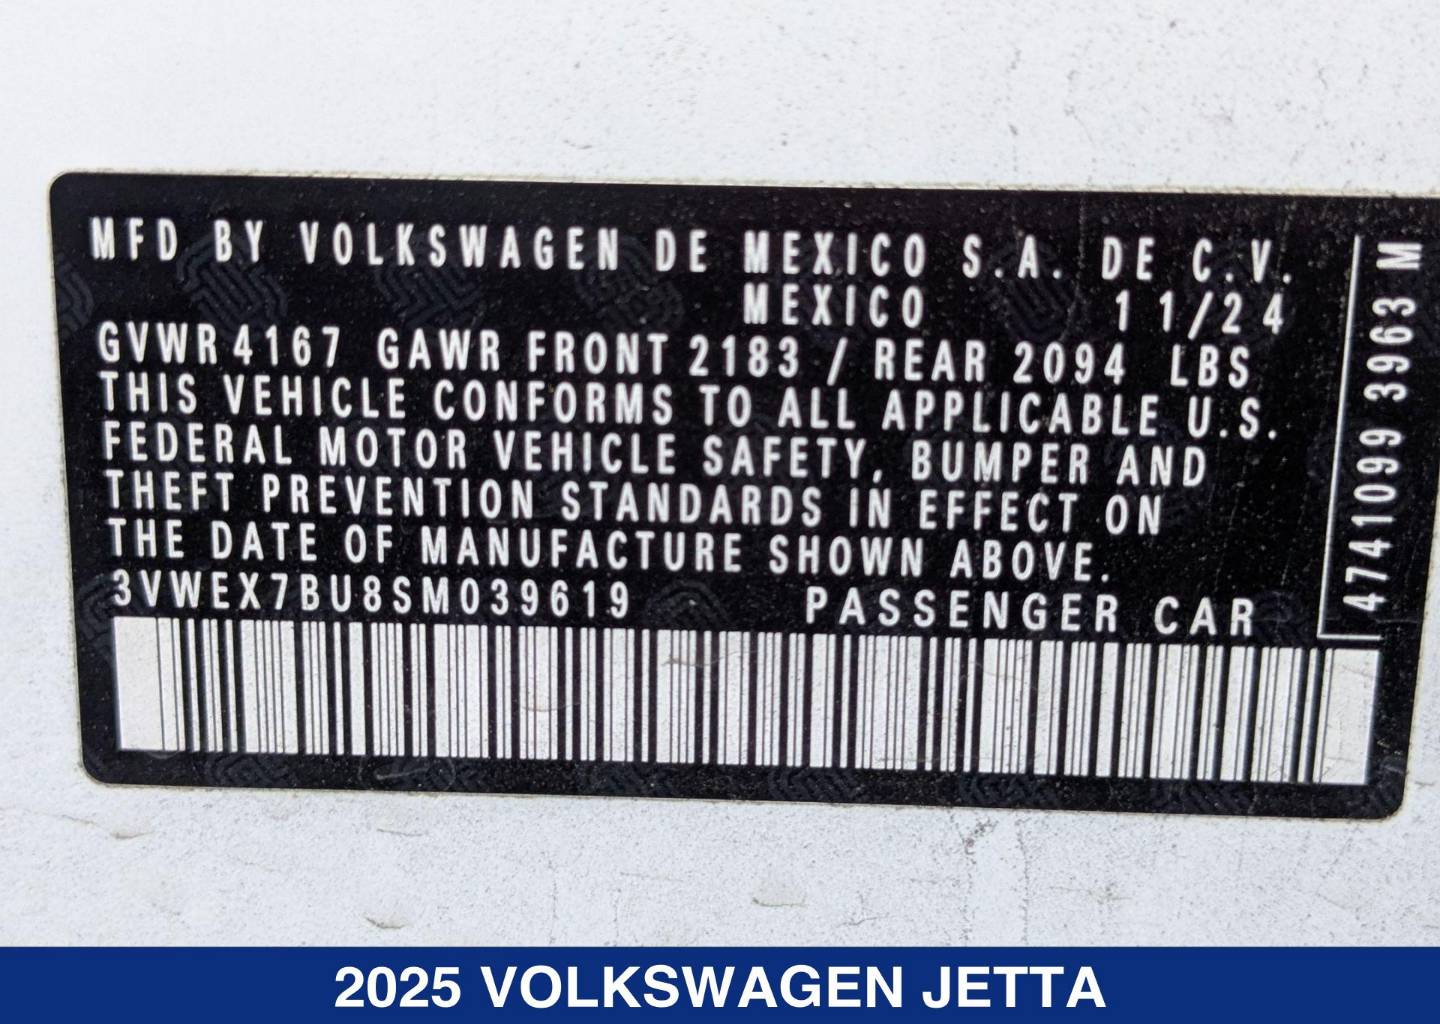 MFD BY VOLKSWAGEN DE MEXICO S.A. DE C.V.
MEXICO 11/24
GVWR 4167 GAWR FRONT 2183 / REAR 2094 LBS
THIS VEHICLE CONFORMS TO ALL APPLICABLE U.S.
FEDERAL MOTOR VEHICLE SAFETY, BUMPER AND
THEFT PREVENTION STANDARDS IN EFFECT ON
THE DATE OF MANUFACTURE SHOWN ABOVE.
3VWEX7BU8SM039619 PASSENGER CAR
4741099 3963 M
2025 VOLKSWAGEN JETTA